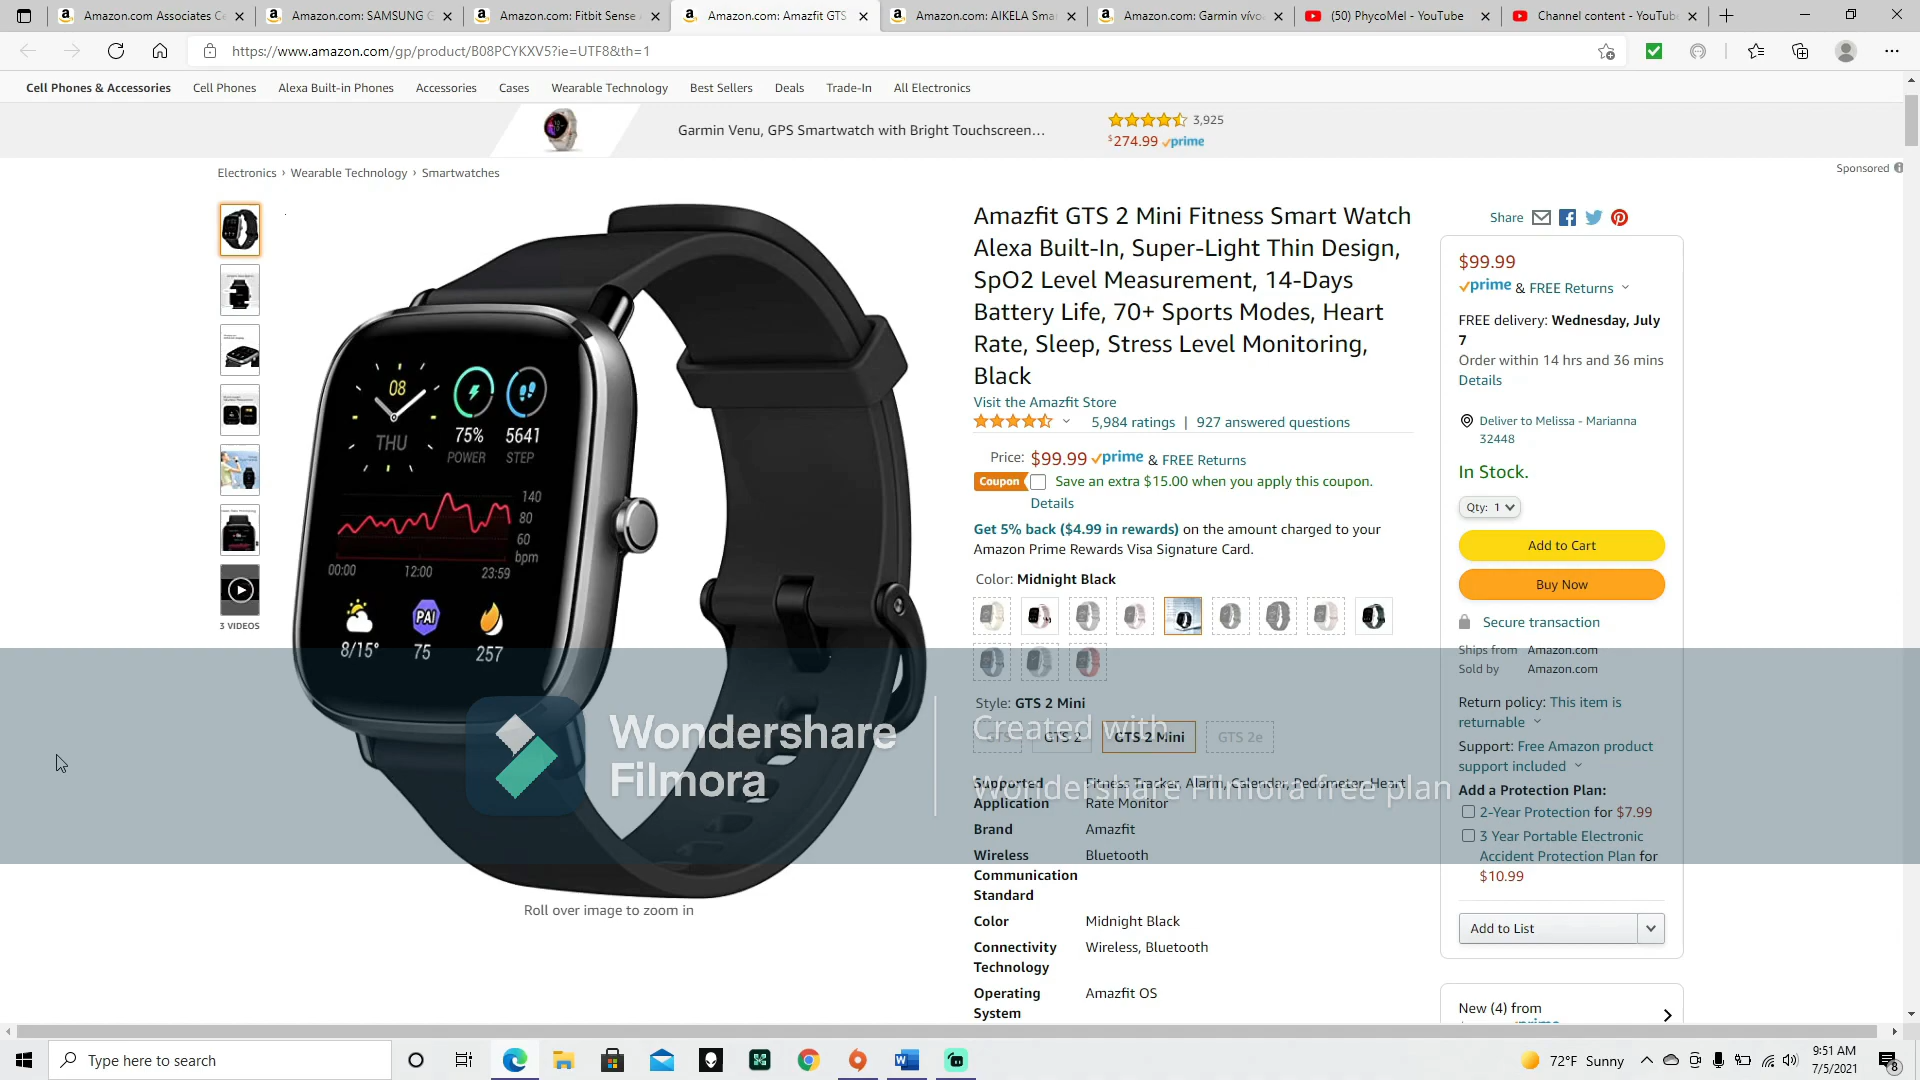 Amazon.com Associates Ce
Amazon.com: SAMSUNG G
Amazon.com: Fitbit Sense
Amazon.com: Amazfit GTS
Amazon.com: AIKELA Sma
Amazon.com: Garmin vívo
(50) PhycoMel - YouTube
Channel content - YouTub
https://www.amazon.com/gp/product/B08PCYKXV5?ie=UTF8&th=1
Cell Phones & Accessories Cell Phones Alexa Built-in Phones Accessories Cases Wearable Technology Best Sellers Deals Trade-In All Electronics
Garmin Venu, GPS Smartwatch with Bright Touchscreen…
3,925
$274.99 prime
Sponsored
Electronics › Wearable Technology › Smartwatches
3 VIDEOS
08
THU
75%
POWER
5641
STEP
140
80
60
bpm
00:00 12:00 23:59
PAI
8/15° 75 257
Roll over image to zoom in
Amazfit GTS 2 Mini Fitness Smart Watch
Alexa Built-In, Super-Light Thin Design,
SpO2 Level Measurement, 14-Days
Battery Life, 70+ Sports Modes, Heart
Rate, Sleep, Stress Level Monitoring,
Black
Visit the Amazfit Store
5,984 ratings | 927 answered questions
Price: $99.99 prime & FREE Returns
Coupon Save an extra $15.00 when you apply this coupon.
Details
Get 5% back ($4.99 in rewards) on the amount charged to your
Amazon Prime Rewards Visa Signature Card.
Color: Midnight Black
Style: GTS 2 Mini
GTS GTS 2 GTS 2 Mini GTS 2e
Supported Fitness Tracker, Alarm, Calendar, Pedometer, Heart
Application Rate Monitor
Brand Amazfit
Wireless Bluetooth
Communication
Standard
Color Midnight Black
Connectivity Wireless, Bluetooth
Technology
Operating Amazfit OS
System
Share
$99.99
prime & FREE Returns
FREE delivery: Wednesday, July
7
Order within 14 hrs and 36 mins
Details
Deliver to Melissa - Marianna
32448
In Stock.
Qty: 1
Add to Cart
Buy Now
Secure transaction
Ships from Amazon.com
Sold by Amazon.com
Return policy: This item is
returnable
Support: Free Amazon product
support included
Add a Protection Plan:
2-Year Protection for $7.99
3 Year Portable Electronic
Accident Protection Plan for
$10.99
Add to List
New (4) from
Wondershare
Filmora
Created with
Wondershare Filmora free plan
Type here to search
72°F Sunny
9:51 AM
7/5/2021
8